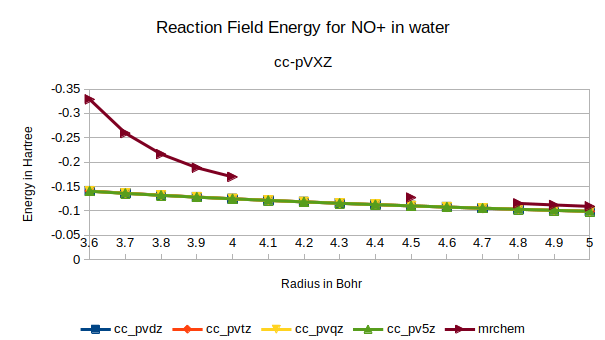 Reaction Field Energy for NO+ in water
cc-pVXZ
Energy in Hartree
-0.35
-0.3
-0.25
-0.2
-0.15
-0.1
-0.05
0
3.6 3.7 3.8 3.9 4 4.1 4.2 4.3 4.4 4.5 4.6 4.7 4.8 4.9 5
Radius in Bohr
cc_pvdz cc_pvtz cc_pvqz cc_pv5z mrchem